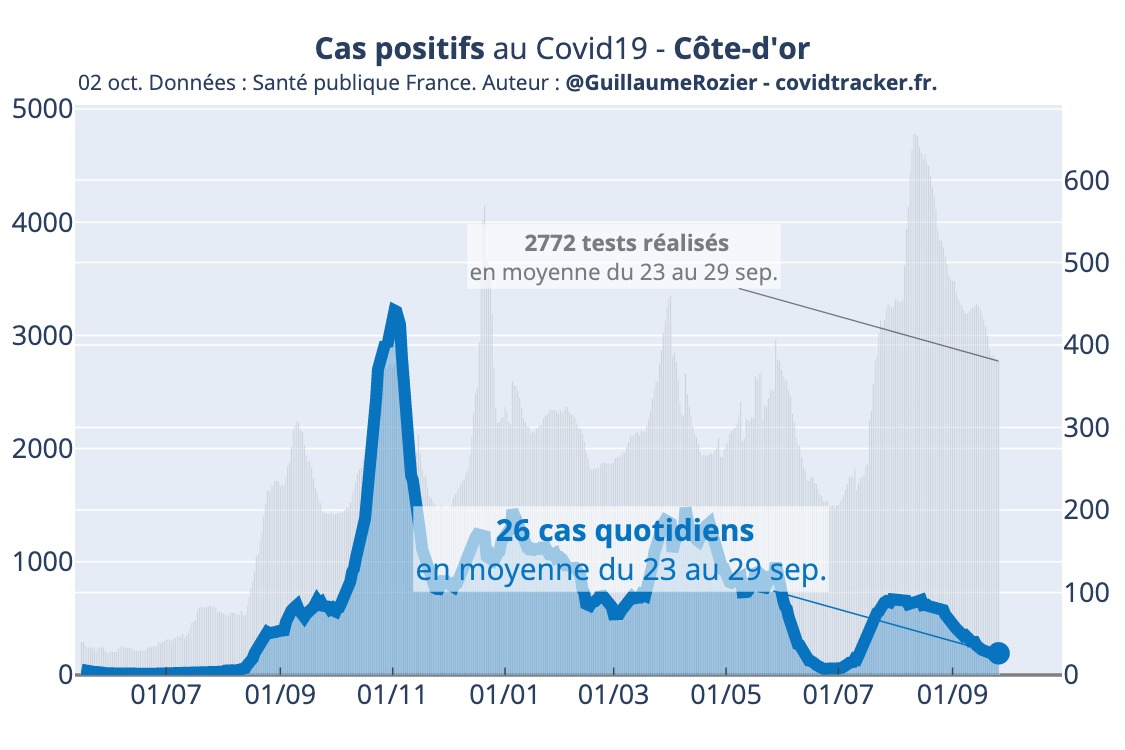 Cas positifs au Covid19 - Côte-d'or
02 oct. Données : Santé publique France. Auteur : @GuillaumeRozier - covidtracker.fr.
5000
4000
3000
2000
1000
0
600
500
400
300
200
100
0
2772 tests réalisés
en moyenne du 23 au 29 sep.
26 cas quotidiens
en moyenne du 23 au 29 sep.
01/07 01/09 01/11 01/01 01/03 01/05 01/07 01/09